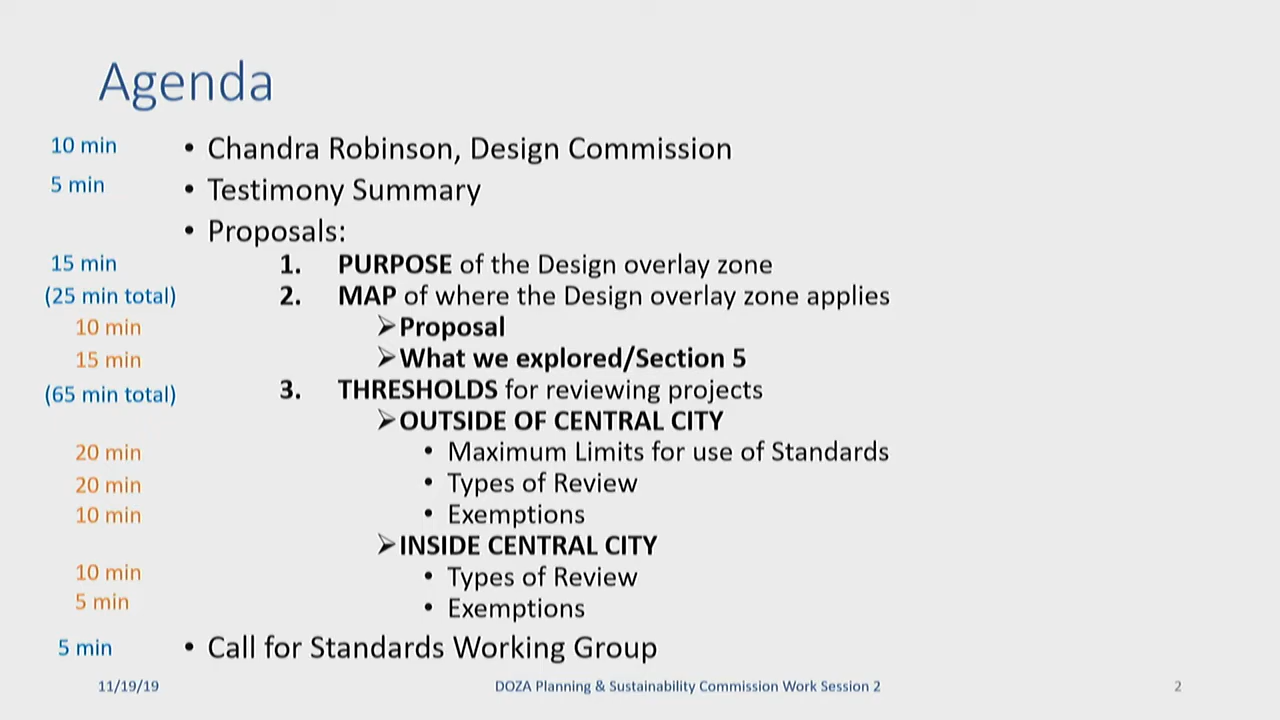 Agenda
10 min • Chandra Robinson, Design Commission
5 min • Testimony Summary
• Proposals:
15 min 1. PURPOSE of the Design overlay zone
(25 min total) 2. MAP of where the Design overlay zone applies
10 min ➢Proposal
15 min ➢What we explored/Section 5
(65 min total) 3. THRESHOLDS for reviewing projects
➢OUTSIDE OF CENTRAL CITY
20 min • Maximum Limits for use of Standards
20 min • Types of Review
10 min • Exemptions
➢INSIDE CENTRAL CITY
10 min • Types of Review
5 min • Exemptions
5 min • Call for Standards Working Group
11/19/19 DOZA Planning & Sustainability Commission Work Session 2 2